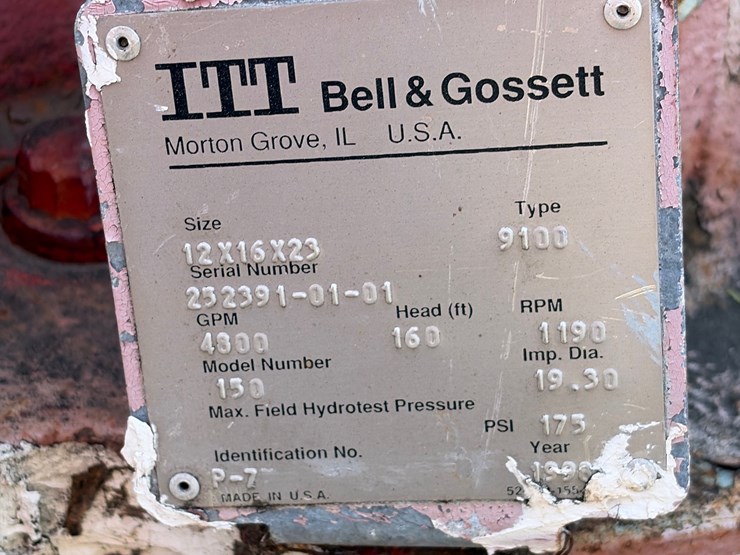 ITT Bell & Gossett
Morton Grove, IL U.S.A.
Size Type
12X16X23 9100
Serial Number
252391-01-01
GPM Head (ft) RPM
4800 160 1190
Model Number Imp. Dia.
150 19.30
Max. Field Hydrotest Pressure
PSI 175
Identification No. Year
P-7
MADE IN U.S.A.